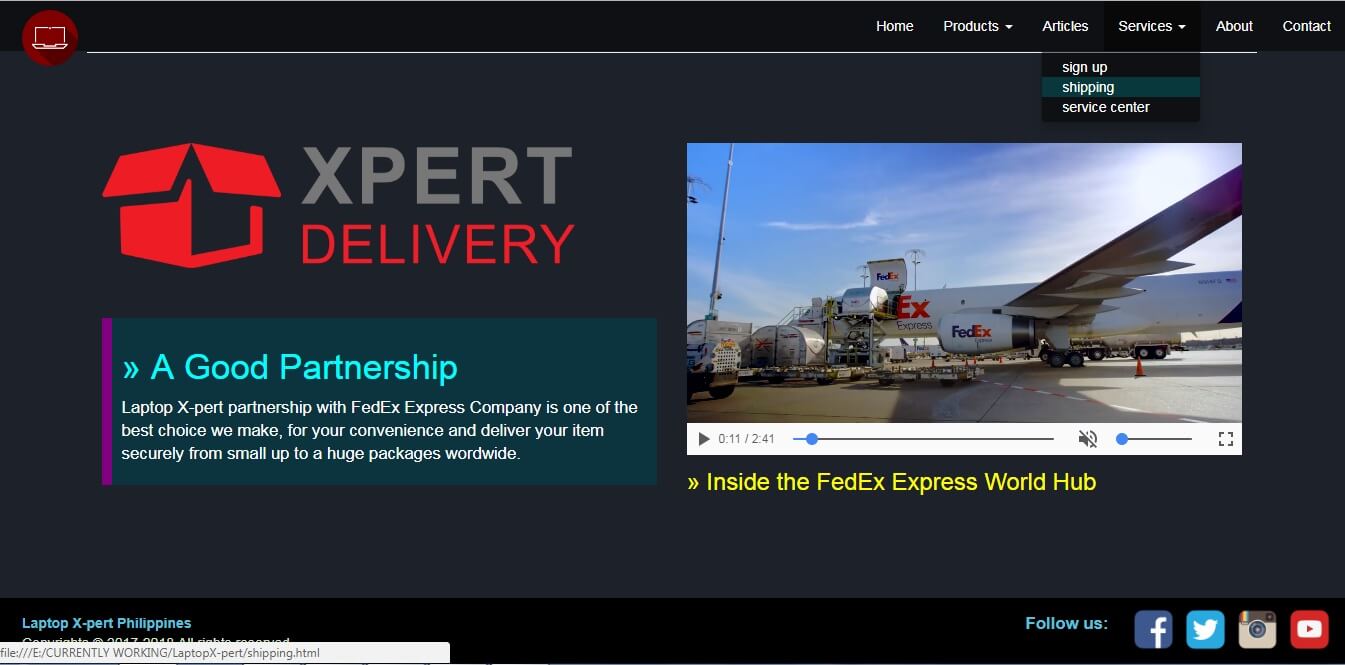 Home Products Articles Services About Contact
sign up
shipping
service center
XPERT
DELIVERY
» A Good Partnership
Laptop X-pert partnership with FedEx Express Company is one of the
best choice we make, for your convenience and deliver your item
securely from small up to a huge packages wordwide.
FedEx
Ex
Express
FedEx
Express
0:11 / 2:41
» Inside the FedEx Express World Hub
Laptop X-pert Philippines
Copyrights © 2017-2018 All rights reserved
Follow us:
file:///E:/CURRENTLY WORKING/LaptopX-pert/shipping.html